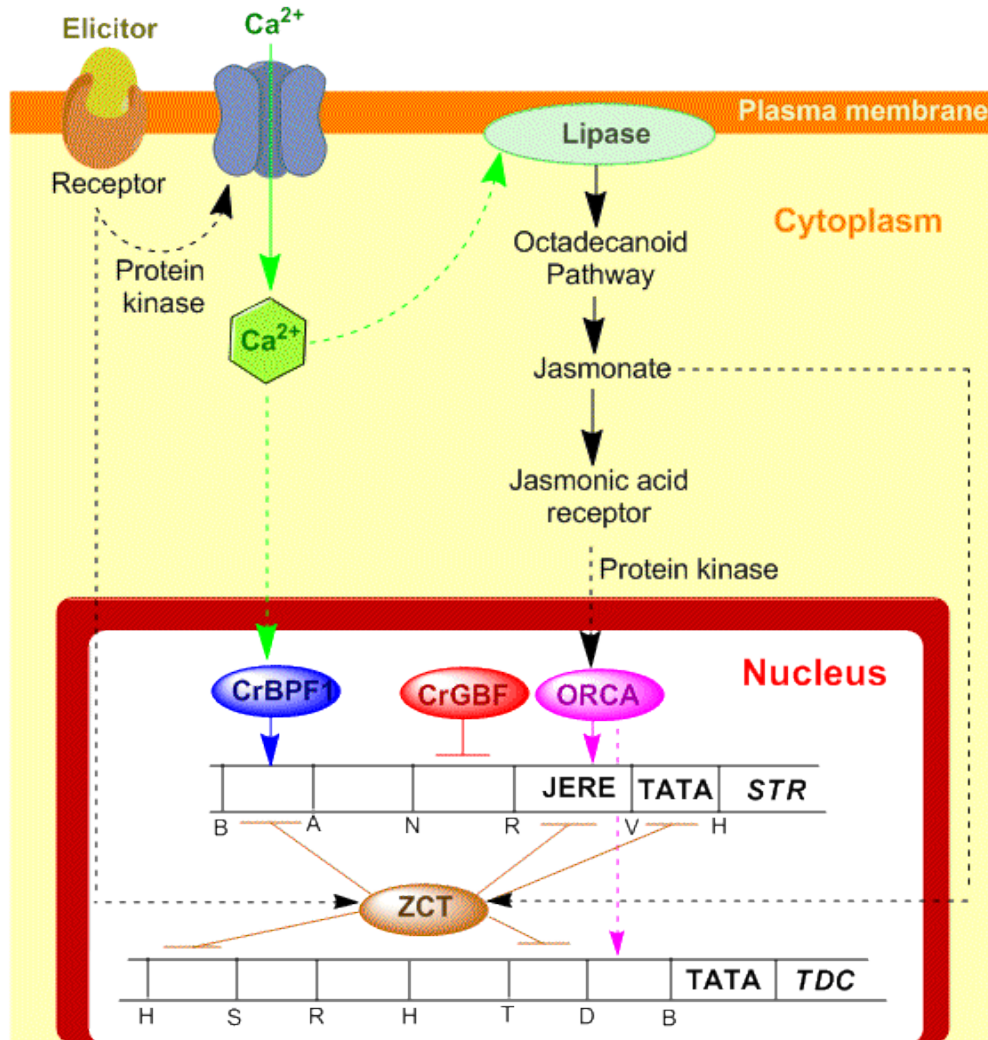 Elicitor
Ca2+
Plasma membrane
Lipase
Receptor
Cytoplasm
Protein
kinase
Octadecanoid
Pathway
Ca2+
Jasmonate
Jasmonic acid
receptor
Protein kinase
Nucleus
CrBPF1
CrGBF
ORCA
JERE TATA STR
B A N R V H
ZCT
TATA TDC
H S R H T D B